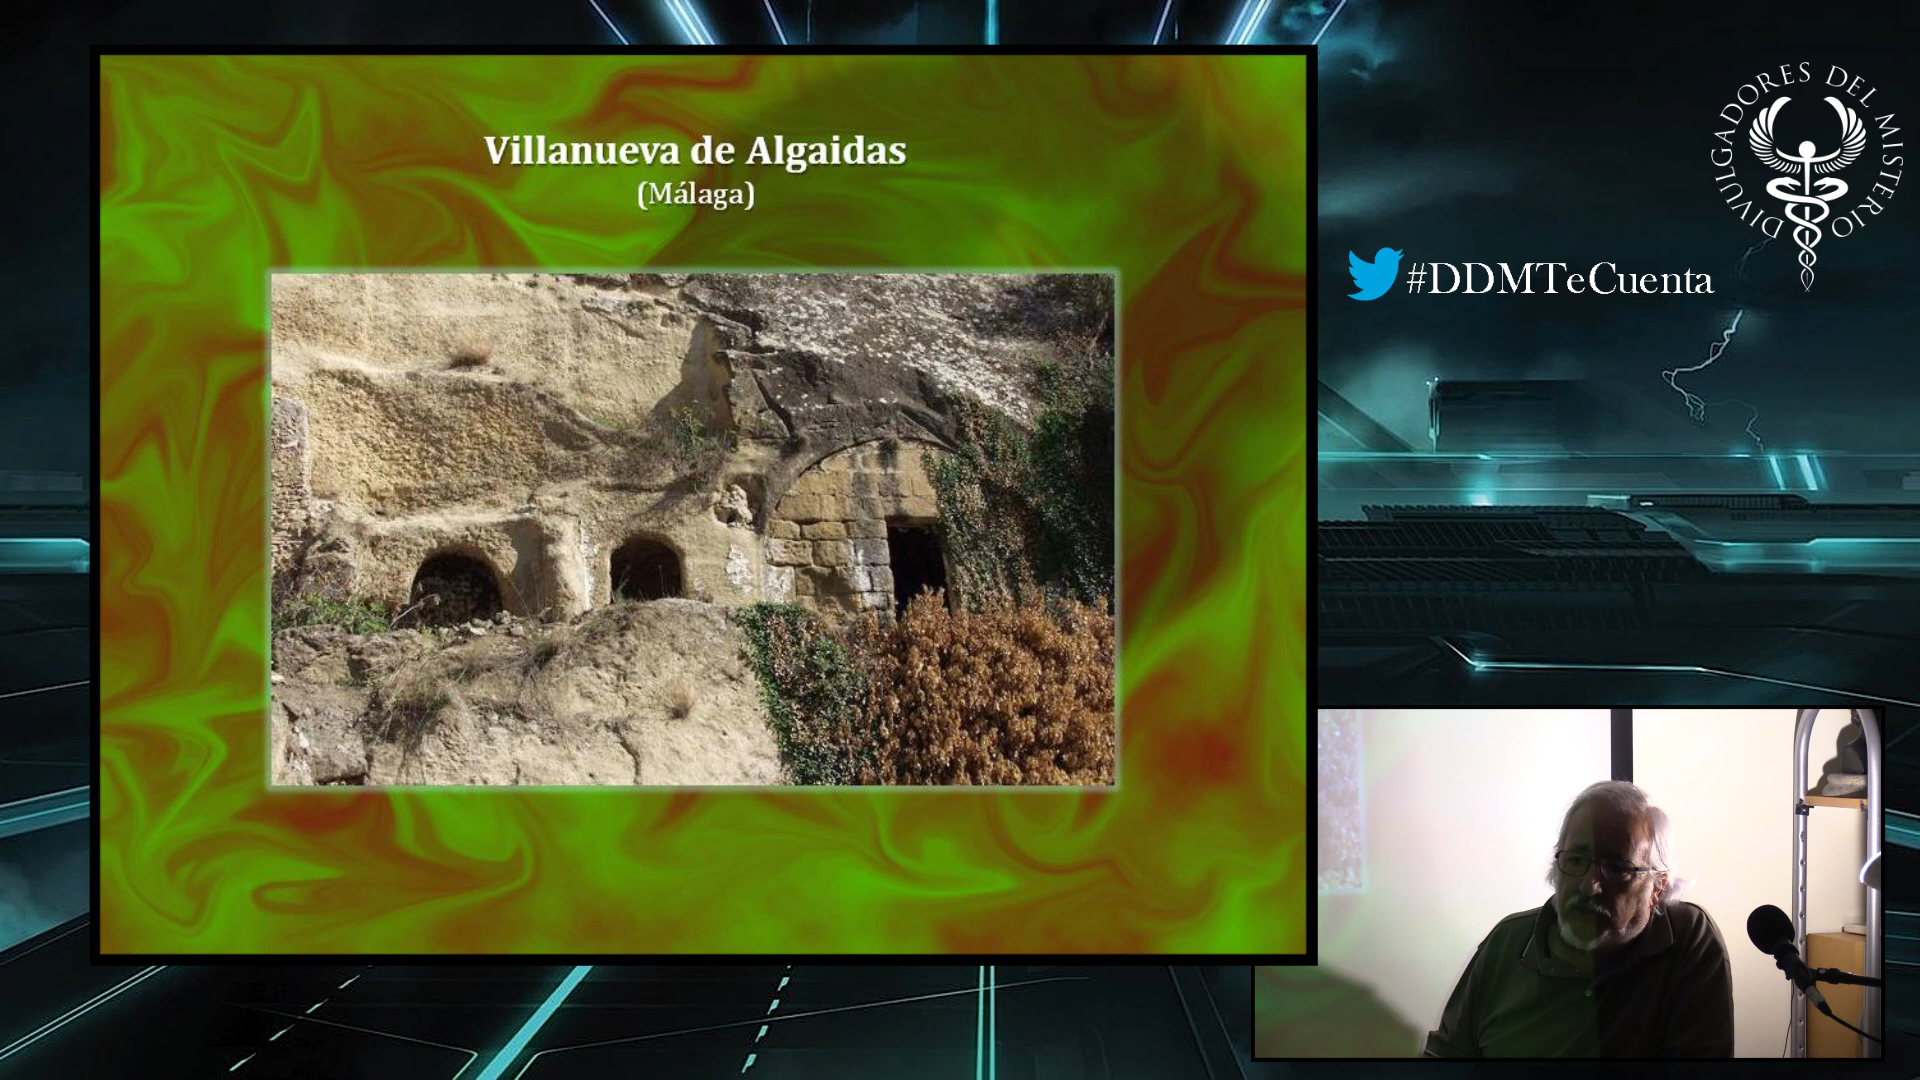 Villanueva de Algaidas
(Málaga)
DIVULGADORES DEL MISTERIO
#DDMTeCuenta